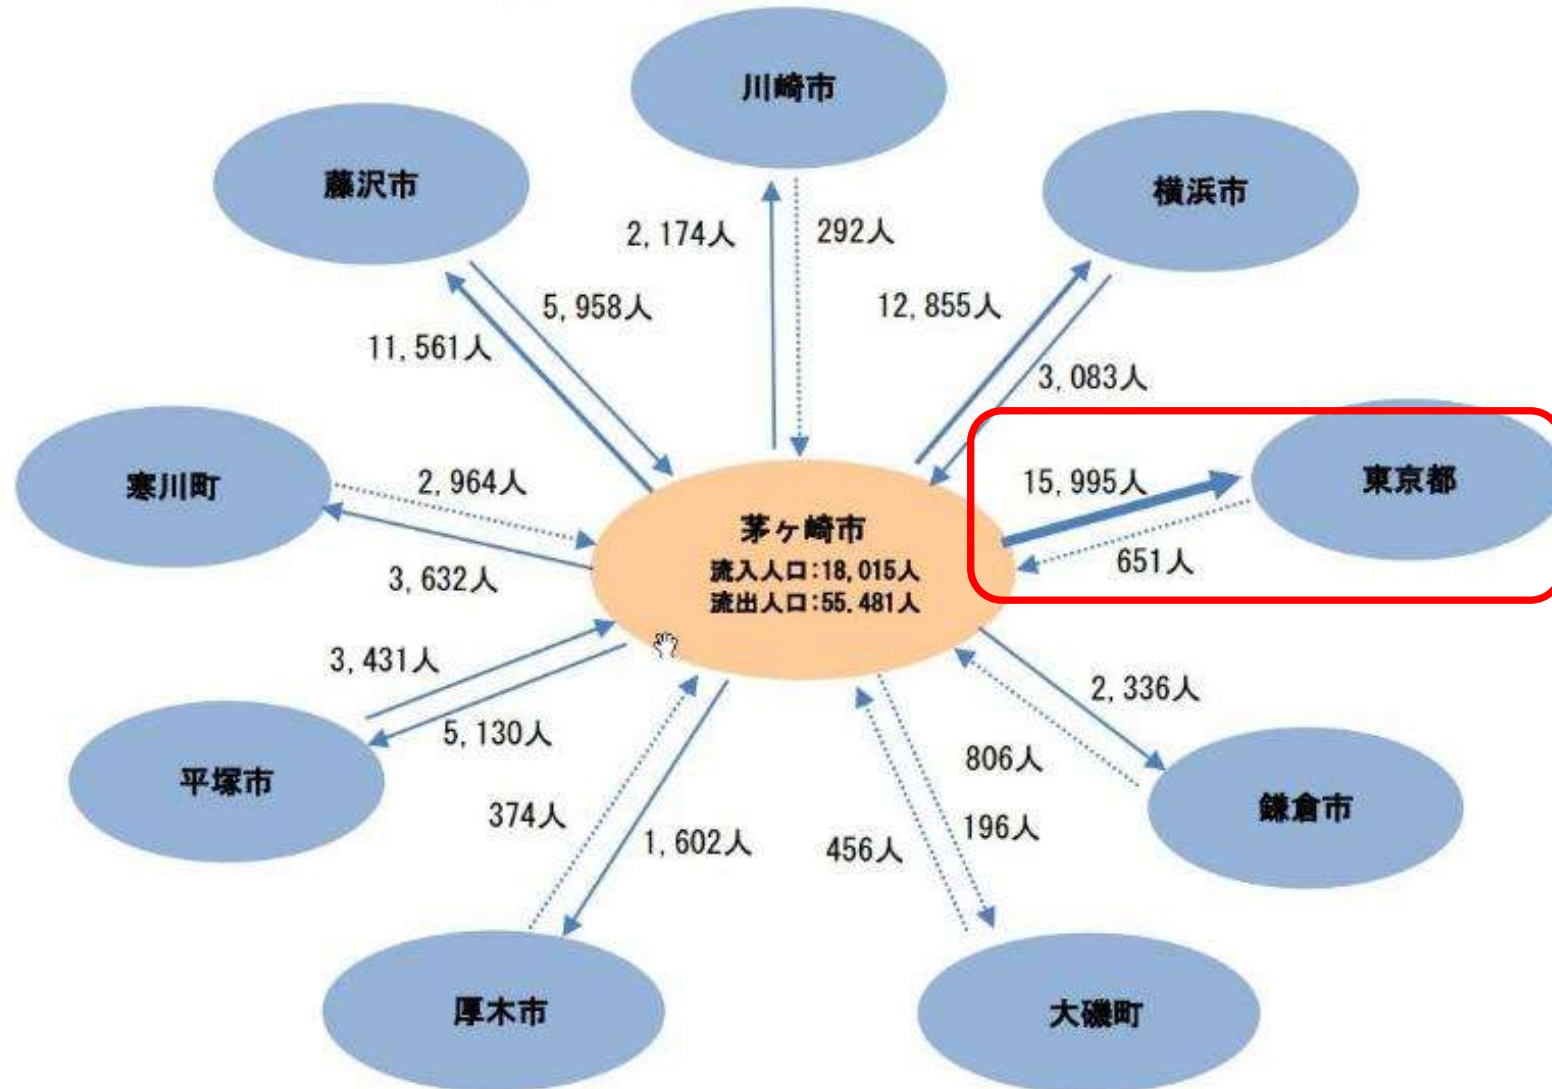 川崎市
藤沢市
横浜市
2,174人
292人
5,958人
12,855人
11,561人
3,083人
寒川町
2,964人
15,995人
東京都
茅ヶ崎市
流入人口:18,015人
流出人口:55,481人
3,632人
651人
3,431人
5,130人
2,336人
平塚市
806人
鎌倉市
374人
1,602人
456人
196人
厚木市
大磯町